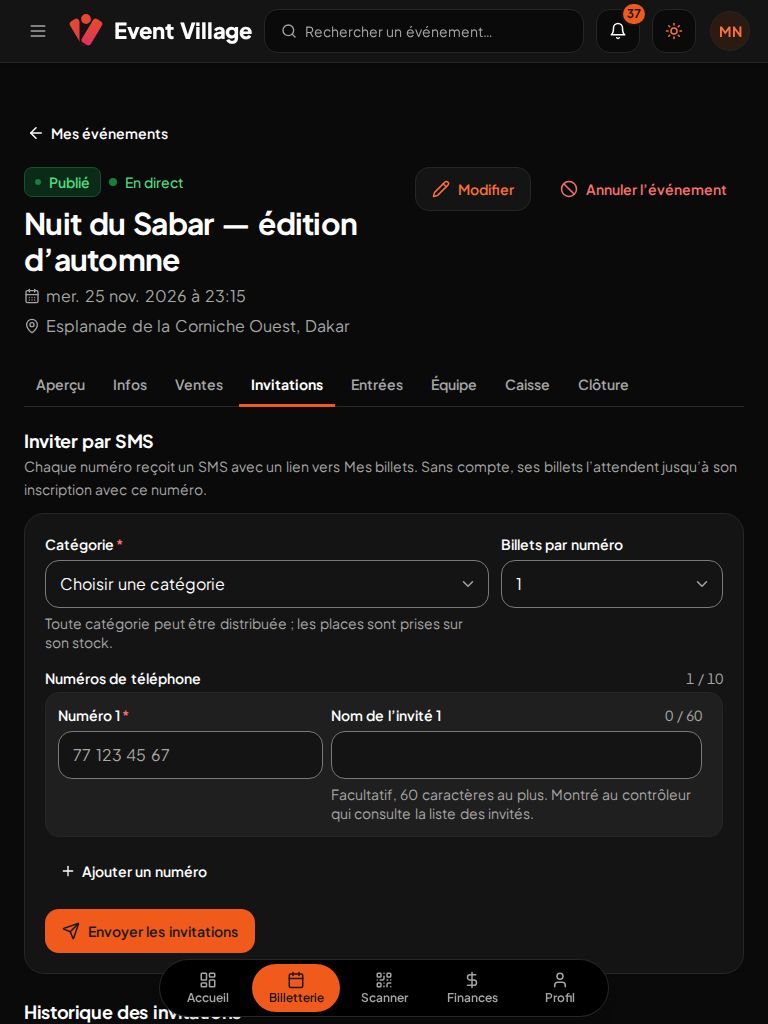 Event Village
Rechercher un événement…
37
MN
Mes événements
Publié
En direct
Modifier
Annuler l’événement
Nuit du Sabar — édition
d’automne
mer. 25 nov. 2026 à 23:15
Esplanade de la Corniche Ouest, Dakar
Aperçu
Infos
Ventes
Invitations
Entrées
Équipe
Caisse
Clôture
Inviter par SMS
Chaque numéro reçoit un SMS avec un lien vers Mes billets. Sans compte, ses billets l’attendent jusqu’à son
inscription avec ce numéro.
Catégorie *
Billets par numéro
Choisir une catégorie
1
Toute catégorie peut être distribuée ; les places sont prises sur
son stock.
Numéros de téléphone
1 / 10
Numéro 1 *
Nom de l’invité 1
0 / 60
77 123 45 67
Facultatif, 60 caractères au plus. Montré au contrôleur
qui consulte la liste des invités.
Ajouter un numéro
Envoyer les invitations
Historique des invitations
Accueil
Billetterie
Scanner
Finances
Profil